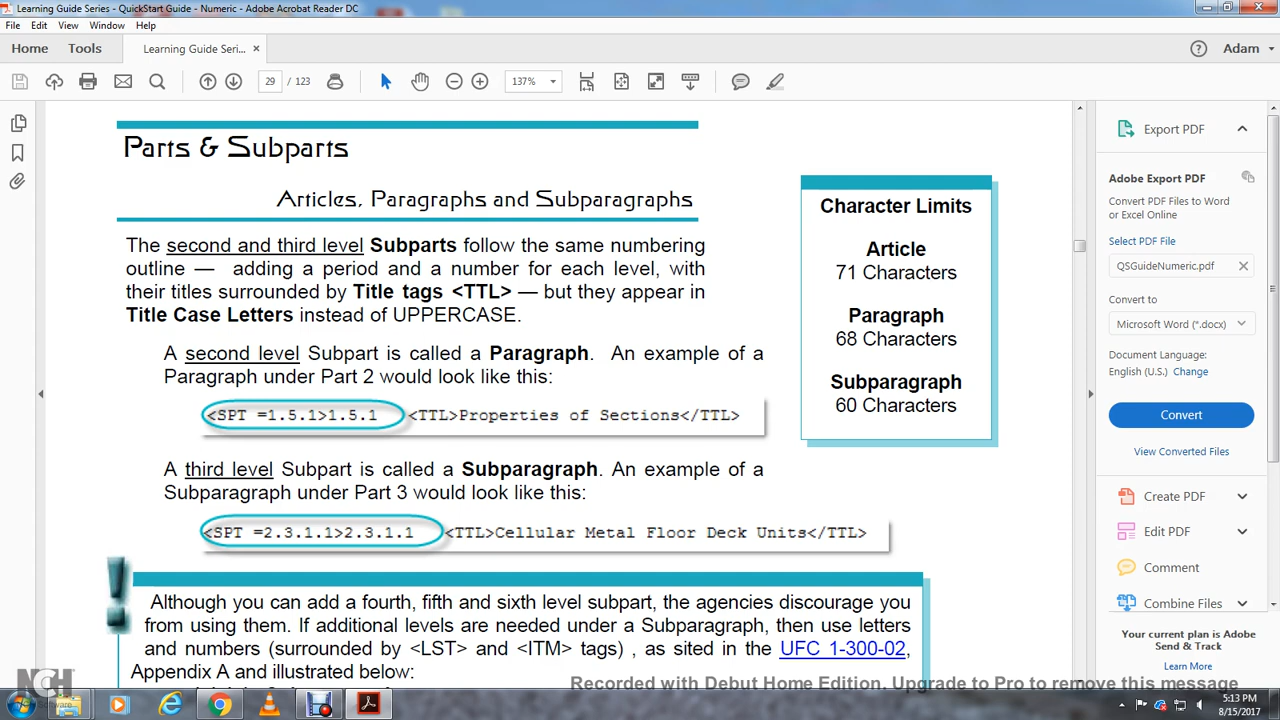 Learning Guide Series - QuickStart Guide - Numeric - Adobe Acrobat Reader DC
File Edit View Window Help
Home Tools Learning Guide Seri... × Adam
29 / 123 137%
Parts & Subparts
Articles, Paragraphs and Subparagraphs
The second and third level Subparts follow the same numbering
outline — adding a period and a number for each level, with
their titles surrounded by Title tags <TTL> — but they appear in
Title Case Letters instead of UPPERCASE.
A second level Subpart is called a Paragraph. An example of a
Paragraph under Part 2 would look like this:
<SPT =1.5.1>1.5.1 <TTL>Properties of Sections</TTL>
A third level Subpart is called a Subparagraph. An example of a
Subparagraph under Part 3 would look like this:
<SPT =2.3.1.1>2.3.1.1 <TTL>Cellular Metal Floor Deck Units</TTL>
Although you can add a fourth, fifth and sixth level subpart, the agencies discourage you
from using them. If additional levels are needed under a Subparagraph, then use letters
and numbers (surrounded by <LST> and <ITM> tags) , as sited in the UFC 1-300-02,
Appendix A and illustrated below:
Character Limits
Article
71 Characters
Paragraph
68 Characters
Subparagraph
60 Characters
Export PDF
Adobe Export PDF
Convert PDF Files to Word
or Excel Online
Select PDF File
QSGuideNumeric.pdf
Convert to
Microsoft Word (*.docx)
Document Language:
English (U.S.) Change
Convert
View Converted Files
Create PDF
Edit PDF
Comment
Combine Files
Your current plan is Adobe
Send & Track
Learn More
NCH
Software
Recorded with Debut Home Edition. Upgrade to Pro to remove this message
5:13 PM
8/15/2017